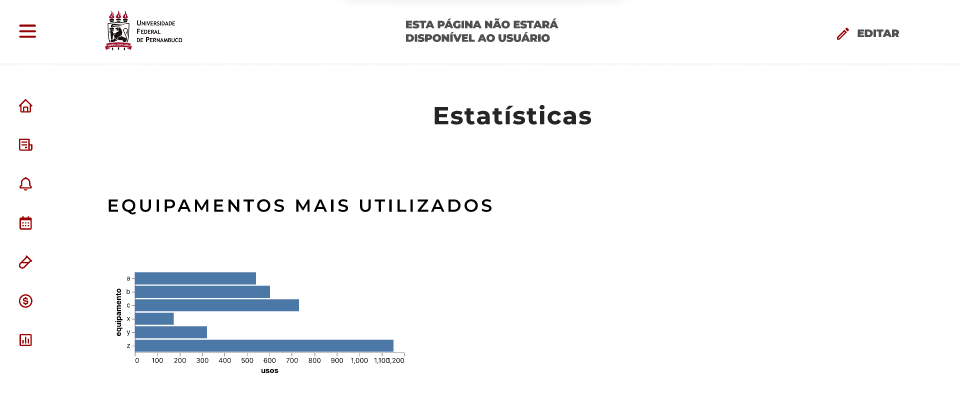 UNIVERSIDADE
FEDERAL
DE PERNAMBUCO
ESTA PÁGINA NÃO ESTARÁ
DISPONÍVEL AO USUÁRIO
EDITAR
Estatísticas
EQUIPAMENTOS MAIS UTILIZADOS
equipamento
a
b
c
x
y
z
0 100 200 300 400 500 600 700 800 900 1,000 1,100 1,200
usos